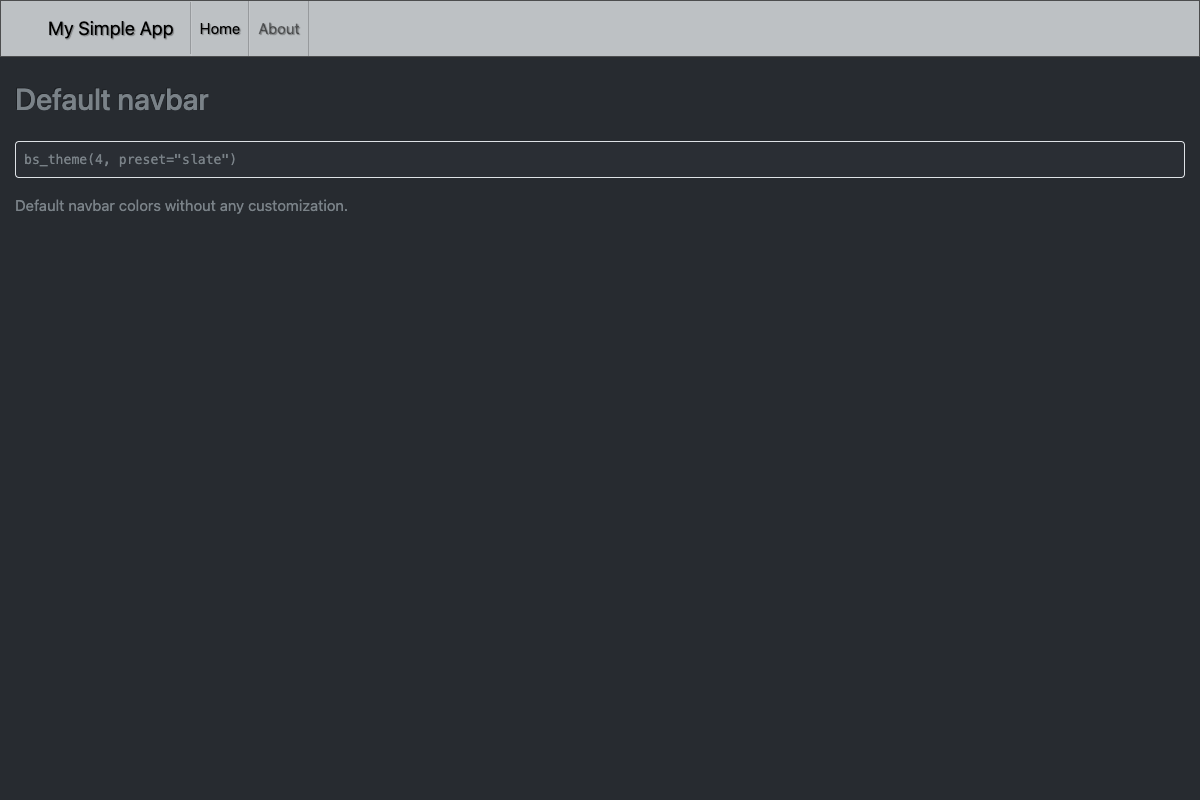 My Simple App Home About
Default navbar
bs_theme(4, preset="slate")
Default navbar colors without any customization.